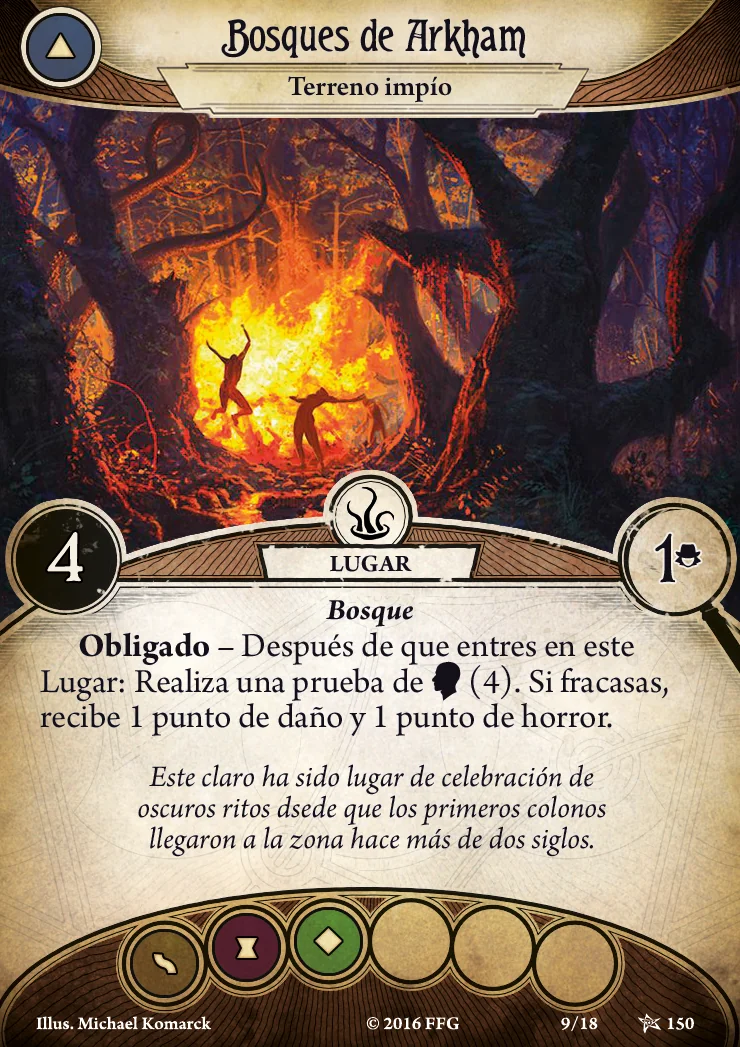 Bosques de Arkham
Terreno impío
4
LUGAR
1
Bosque
Obligado – Después de que entres en este
Lugar: Realiza una prueba de (4). Si fracasas,
recibe 1 punto de daño y 1 punto de horror.
Este claro ha sido lugar de celebración de
oscuros ritos dsede que los primeros colonos
llegaron a la zona hace más de dos siglos.
Illus. Michael Komarck
© 2016 FFG
9/18
150